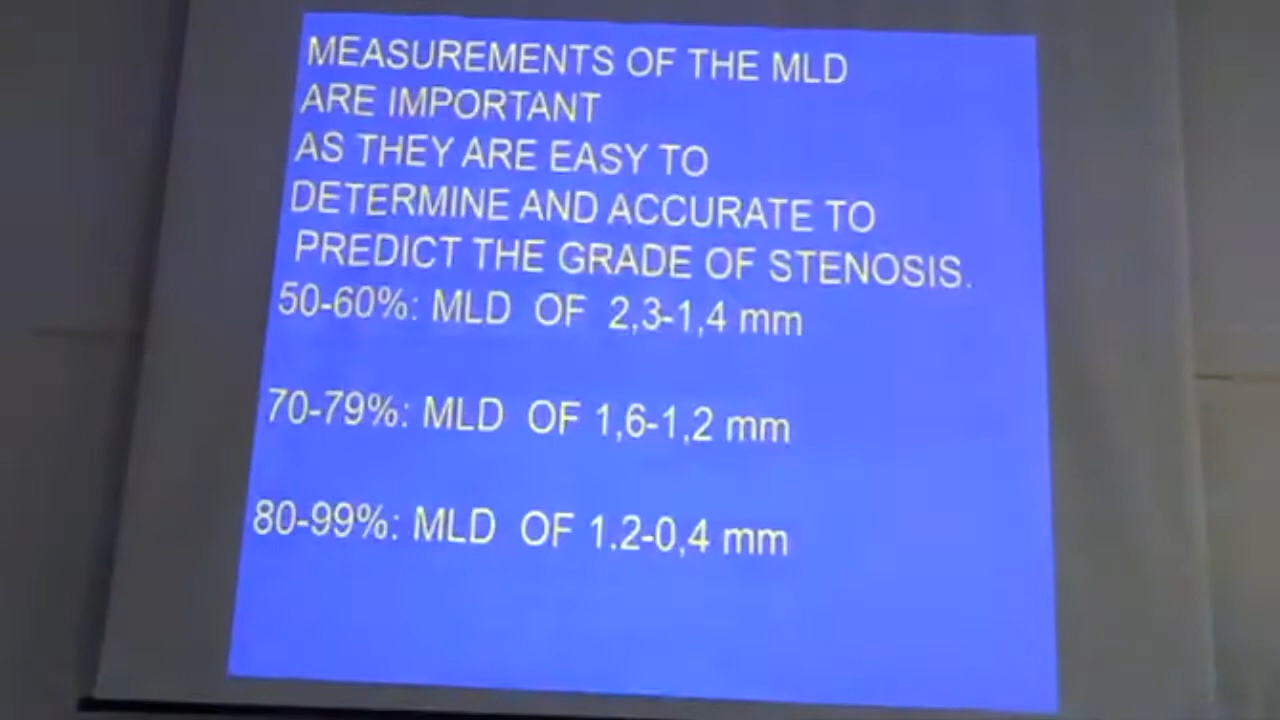 MEASUREMENTS OF THE MLD
ARE IMPORTANT
AS THEY ARE EASY TO
DETERMINE AND ACCURATE TO
PREDICT THE GRADE OF STENOSIS.
50-60%: MLD OF 2,3-1,4 mm
70-79%: MLD OF 1,6-1,2 mm
80-99%: MLD OF 1.2-0,4 mm